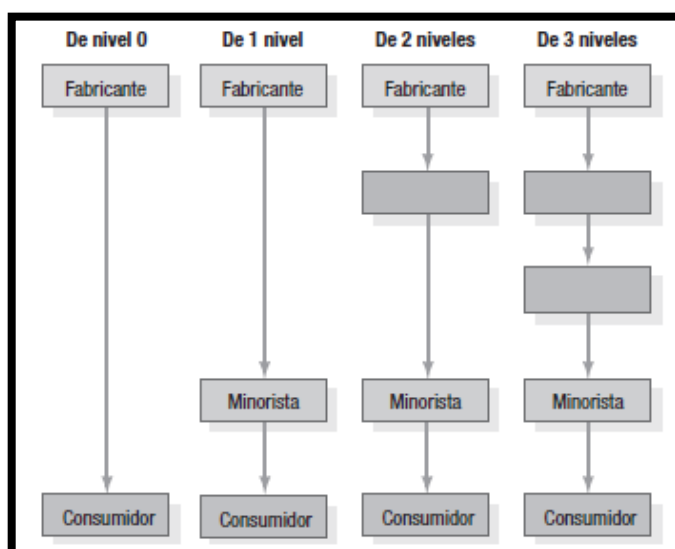 De nivel 0 De 1 nivel De 2 niveles De 3 niveles
Fabricante Fabricante Fabricante Fabricante
Minorista Minorista Minorista
Consumidor Consumidor Consumidor Consumidor